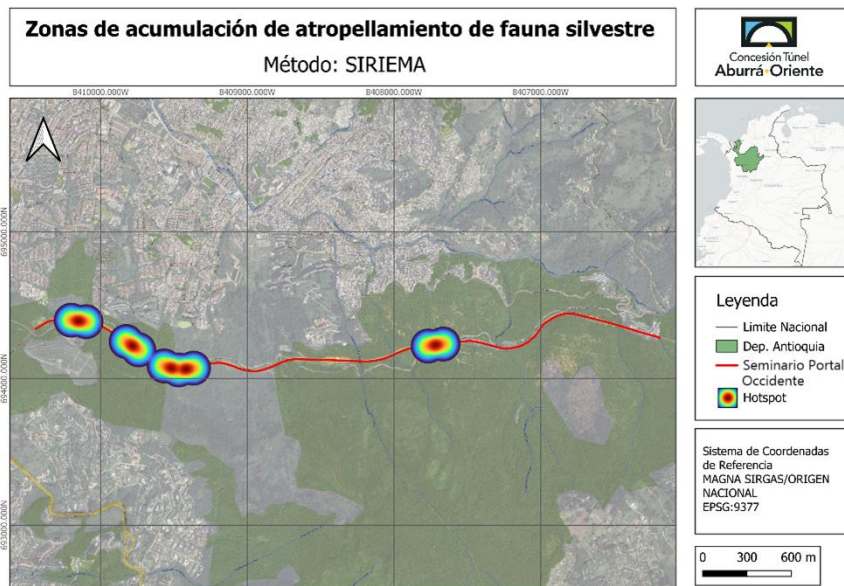 Zonas de acumulación de atropellamiento de fauna silvestre
Método: SIRIEMA
Concesión Túnel
Aburrá Oriente
8410000.000W
8409000.000W
8408000.000W
8407000.000W
695000.000N
694000.000N
693000.000N
Leyenda
Limite Nacional
Dep. Antioquia
Seminario Portal
Occidente
Hotspot
Sistema de Coordenadas
de Referencia
MAGNA SIRGAS/ORIGEN
NACIONAL
EPSG:9377
0 300 600 m